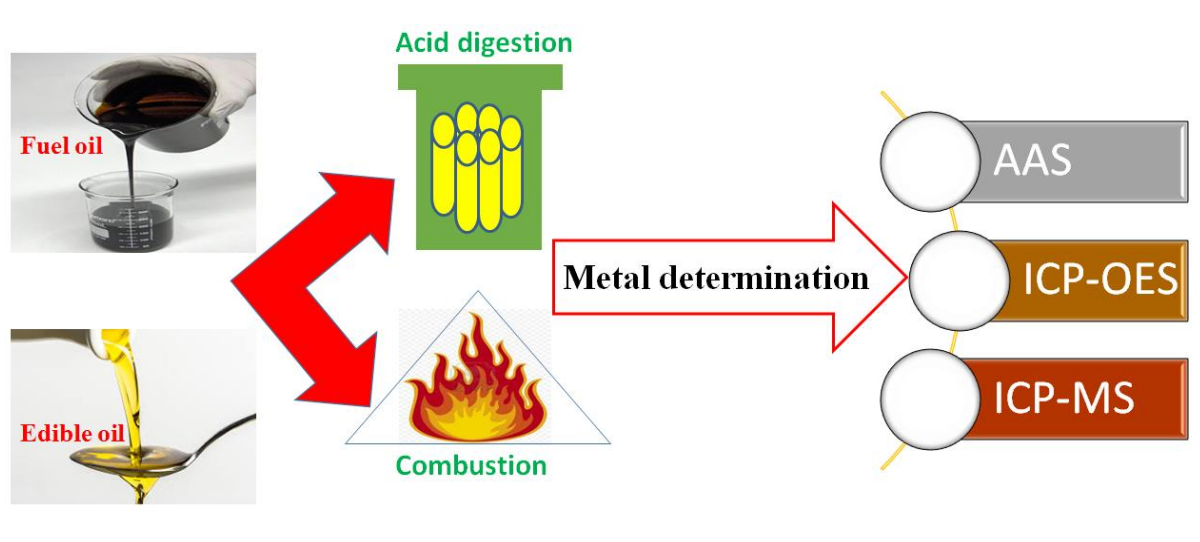 Acid digestion
Fuel oil
Edible oil
Combustion
Metal determination
AAS
ICP-OES
ICP-MS